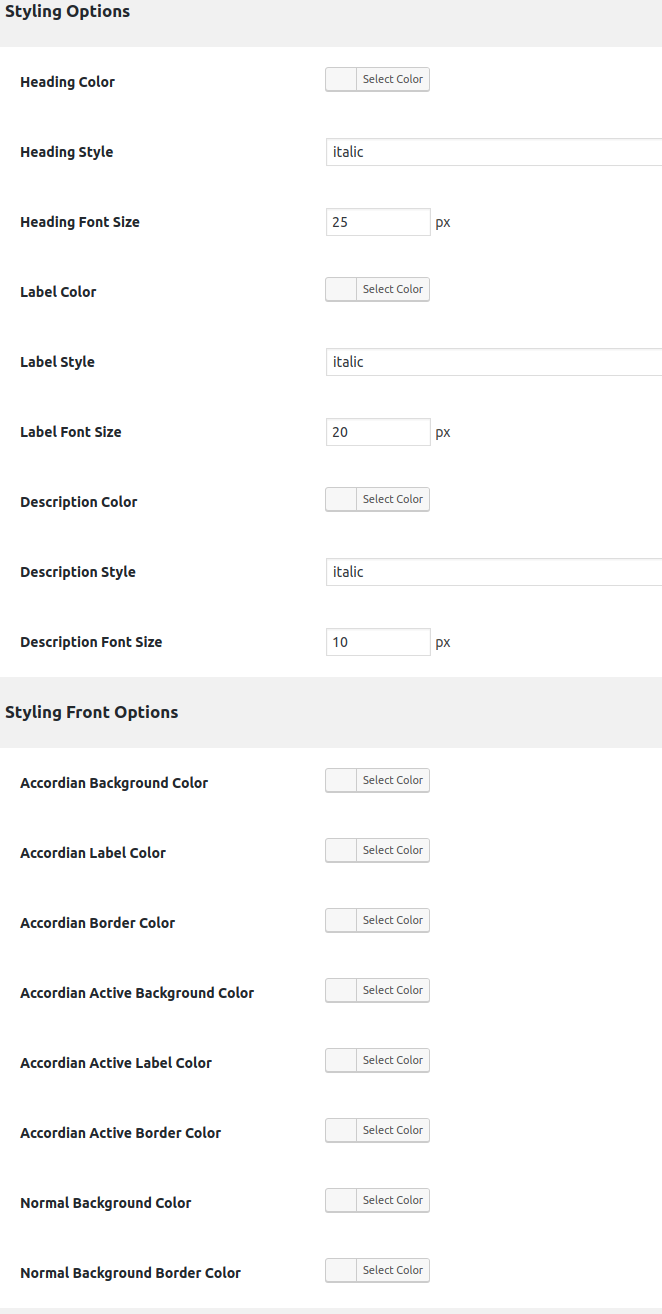 Styling Options
Heading Color Select Color
Heading Style italic
Heading Font Size 25 px
Label Color Select Color
Label Style italic
Label Font Size 20 px
Description Color Select Color
Description Style italic
Description Font Size 10 px
Styling Front Options
Accordian Background Color Select Color
Accordian Label Color Select Color
Accordian Border Color Select Color
Accordian Active Background Color Select Color
Accordian Active Label Color Select Color
Accordian Active Border Color Select Color
Normal Background Color Select Color
Normal Background Border Color Select Color